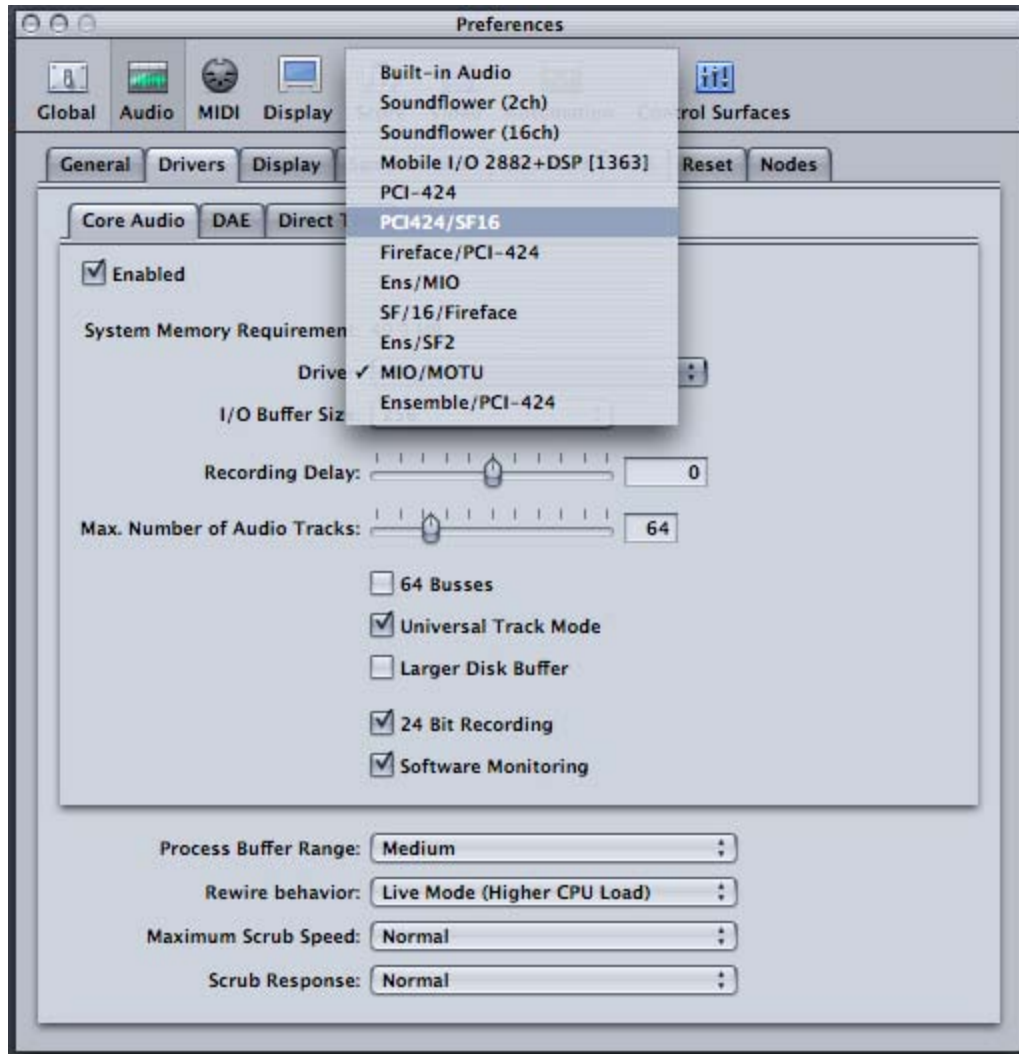 Preferences
Global Audio MIDI Display Control Surfaces
General Drivers Display Reset Nodes
Core Audio DAE Direct
Enabled
System Memory Requirement
Drive
Built-in Audio
Soundflower (2ch)
Soundflower (16ch)
Mobile I/O 2882+DSP [1363]
PCI-424
PCI424/SF16
Fireface/PCI-424
Ens/MIO
SF/16/Fireface
Ens/SF2
✓ MIO/MOTU
Ensemble/PCI-424
I/O Buffer Size
Recording Delay: 0
Max. Number of Audio Tracks: 64
64 Busses
Universal Track Mode
Larger Disk Buffer
24 Bit Recording
Software Monitoring
Process Buffer Range: Medium
Rewire behavior: Live Mode (Higher CPU Load)
Maximum Scrub Speed: Normal
Scrub Response: Normal